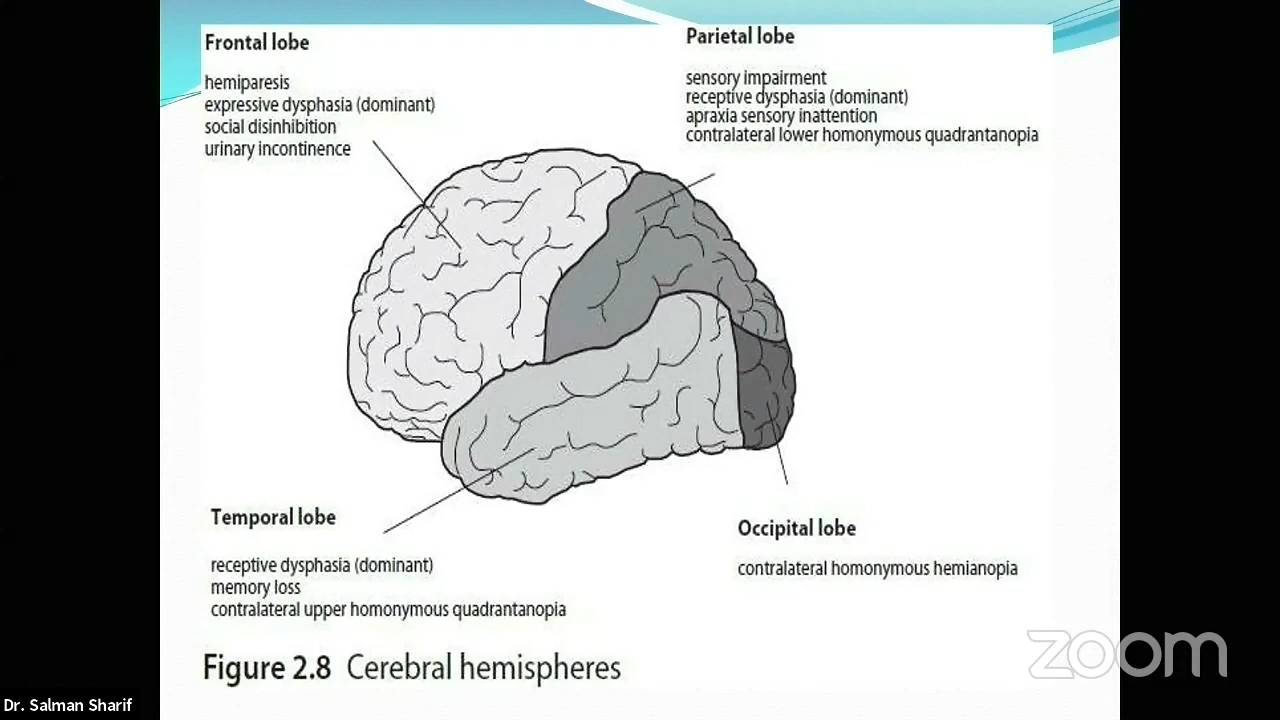 Frontal lobe
hemiparesis
expressive dysphasia (dominant)
social disinhibition
urinary incontinence
Parietal lobe
sensory impairment
receptive dysphasia (dominant)
apraxia sensory inattention
contralateral lower homonymous quadrantanopia
Temporal lobe
receptive dysphasia (dominant)
memory loss
contralateral upper homonymous quadrantanopia
Occipital lobe
contralateral homonymous hemianopia
Figure 2.8 Cerebral hemispheres
zoom
Dr. Salman Sharif